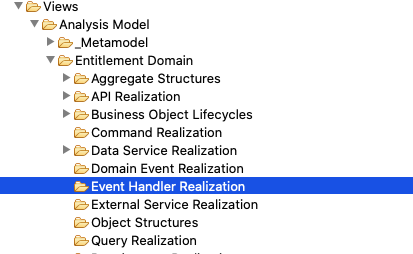 Views
Analysis Model
_Metamodel
Entitlement Domain
Aggregate Structures
API Realization
Business Object Lifecycles
Command Realization
Data Service Realization
Domain Event Realization
Event Handler Realization
External Service Realization
Object Structures
Query Realization